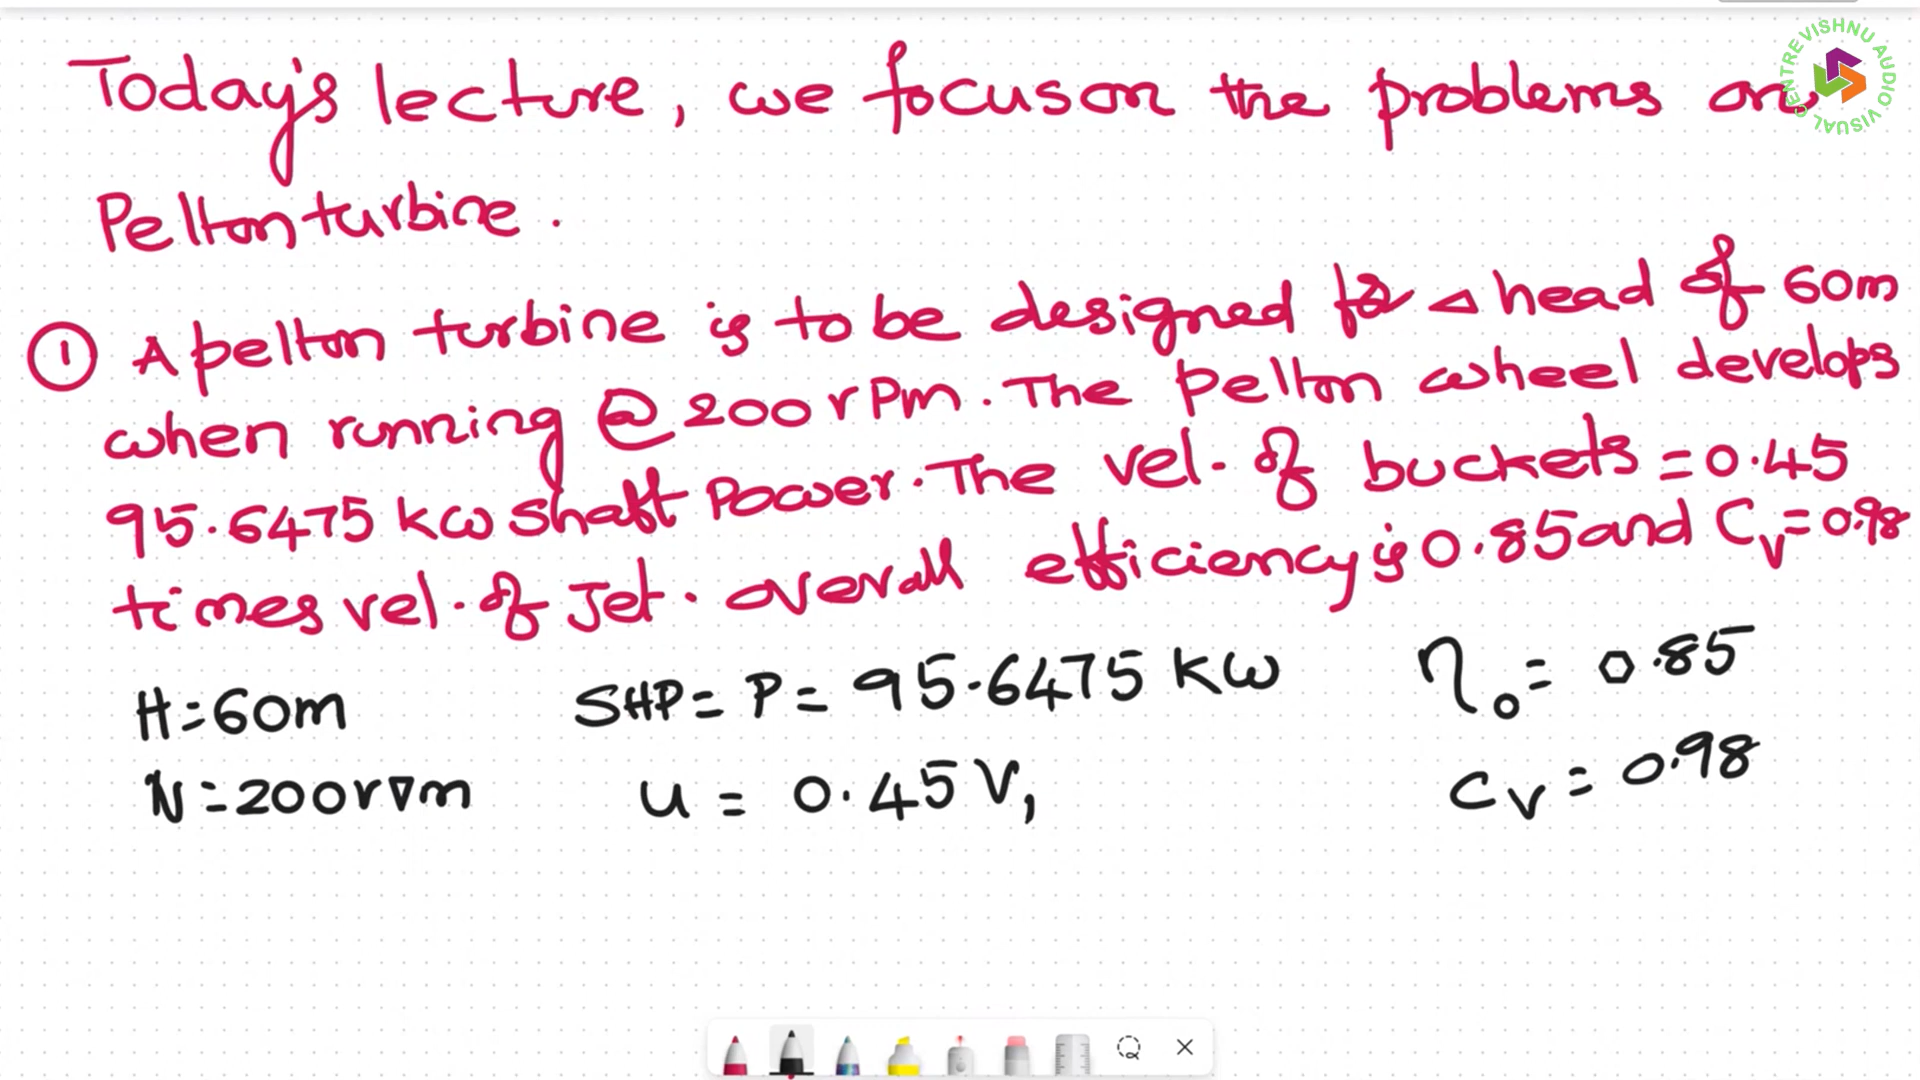 Today's lecture, we focus on the problems on
Pelton turbine.
① A pelton turbine is to be designed for a head of 60m
when running @ 200 rpm. The pelton wheel develops
95.6475 kw shaft Power. The vel. of buckets = 0.45
times vel. of Jet. overall efficiency is 0.85 and Cv = 0.98
H = 60m SHP = P = 95.6475 kw η₀ = 0.85
N = 200 rpm u = 0.45 V₁ Cv = 0.98
VISHNU AUDIO VISUAL CENTRE